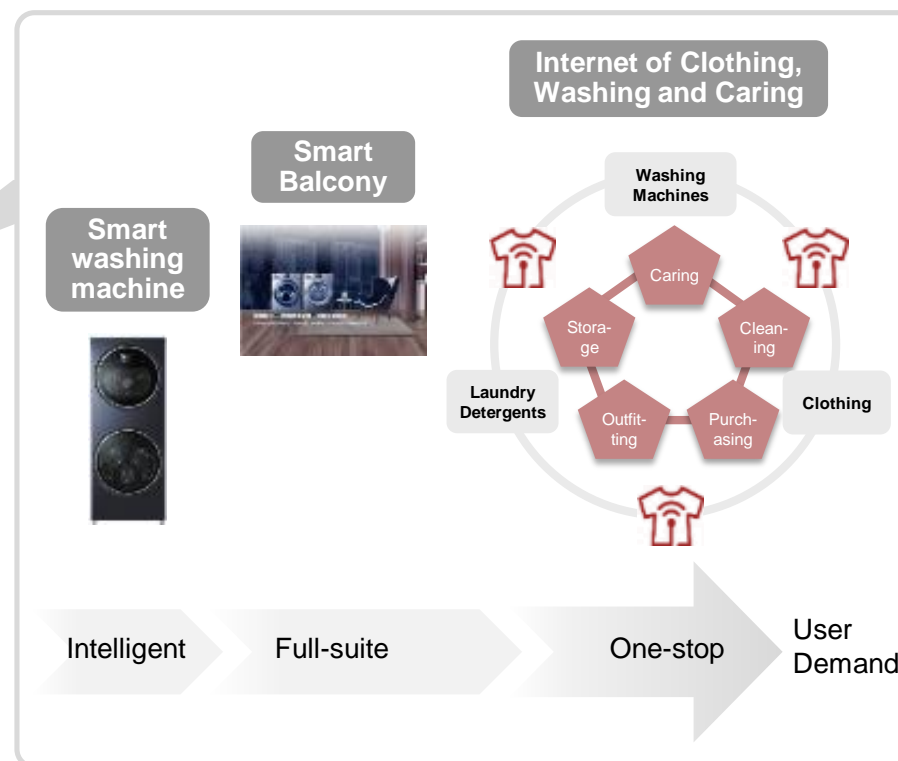 Internet of Clothing,
Washing and Caring
Smart
Balcony
Smart
washing
machine
Washing
Machines
Caring
Stora-
ge
Clean-
ing
Laundry
Detergents
Clothing
Outfit-
ting
Purch-
asing
Intelligent
Full-suite
One-stop
User
Demand